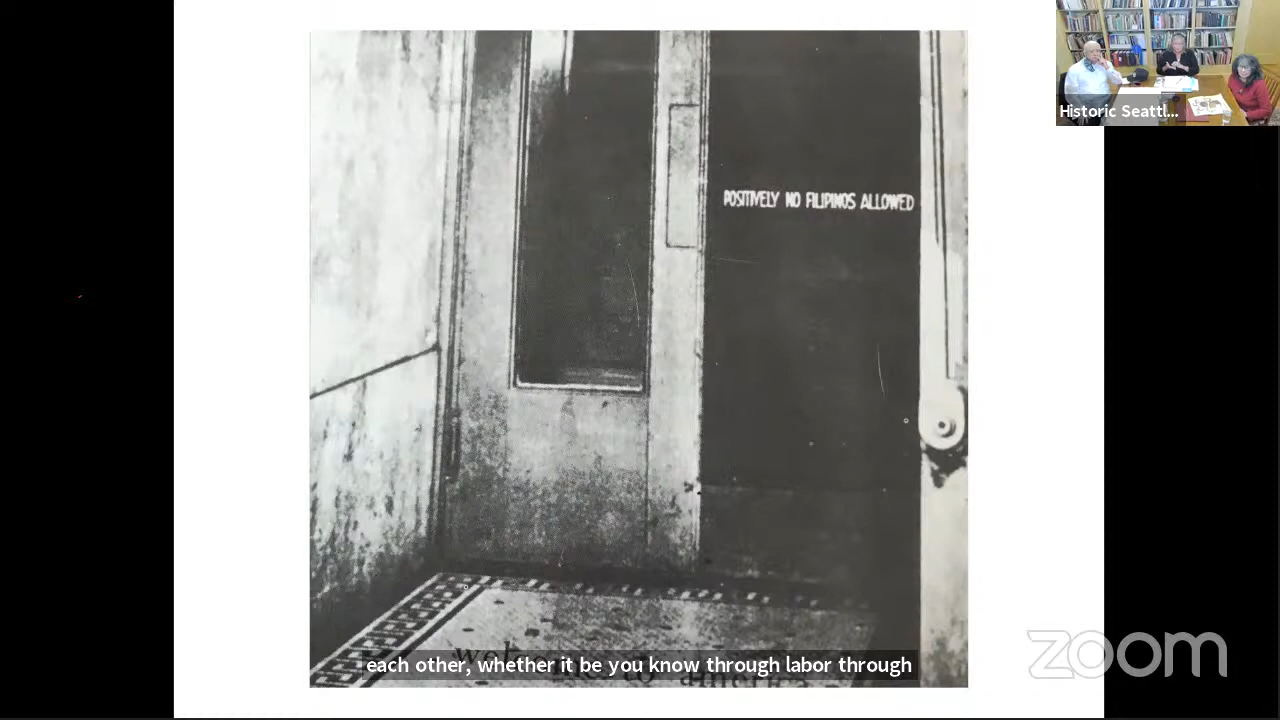 Historic Seattl...
POSITIVELY NO FILIPINOS ALLOWED
each other, whether it be you know through labor through
zoom